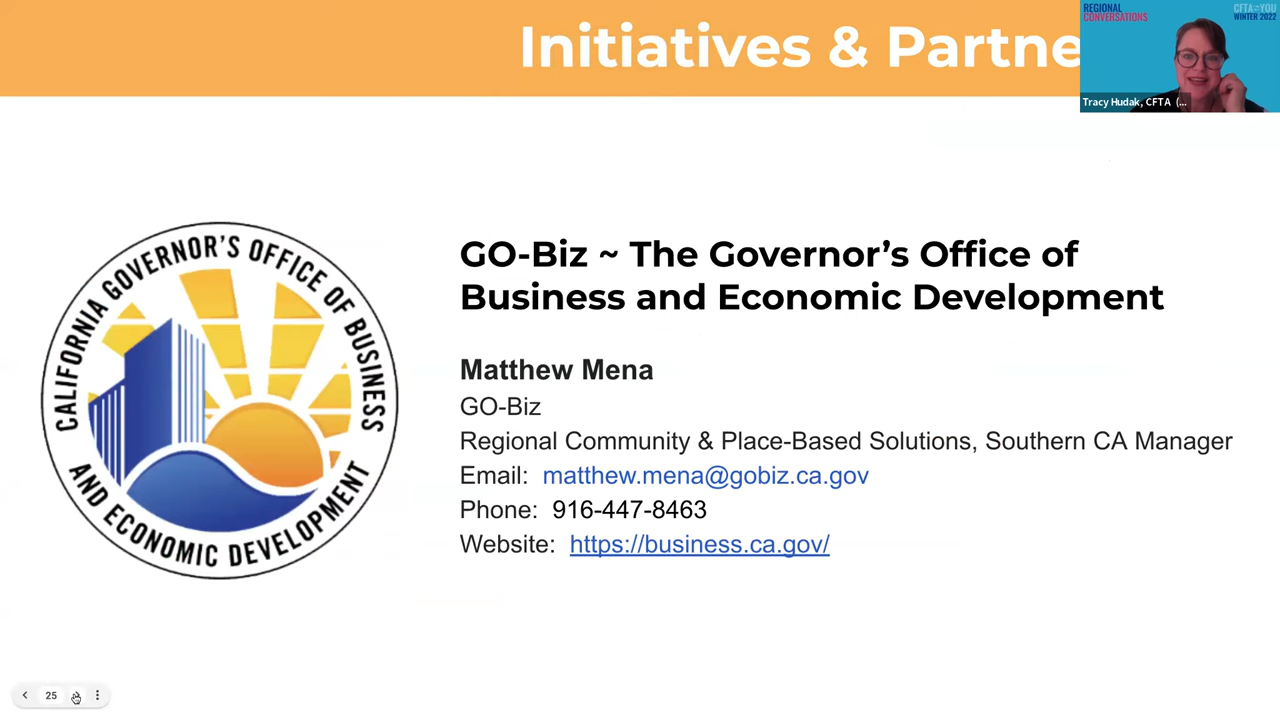 Initiatives & Partne
REGIONAL
CONVERSATIONS
CFTA⇌YOU
WINTER 2022
Tracy Hudak, CFTA (...
CALIFORNIA GOVERNOR'S OFFICE OF BUSINESS
AND ECONOMIC DEVELOPMENT
GO-Biz ~ The Governor’s Office of
Business and Economic Development
Matthew Mena
GO-Biz
Regional Community & Place-Based Solutions, Southern CA Manager
Email: matthew.mena@gobiz.ca.gov
Phone: 916-447-8463
Website: https://business.ca.gov/
25